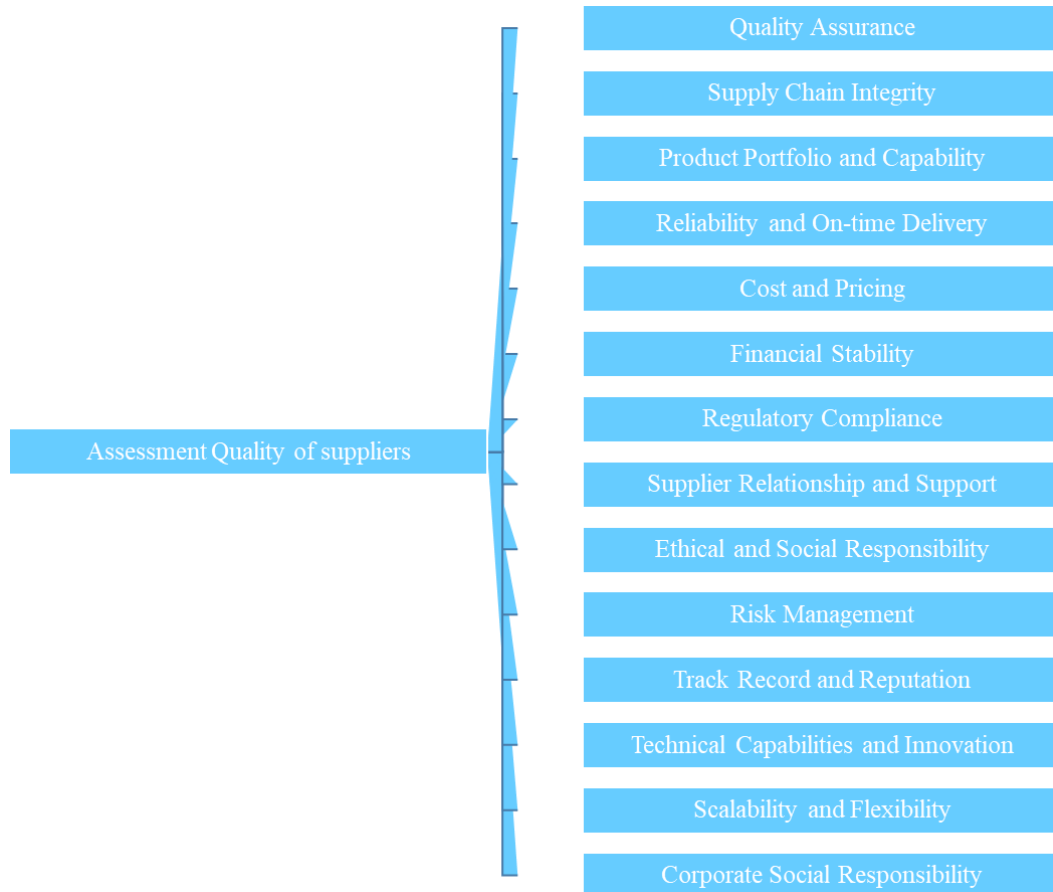 Quality Assurance
Supply Chain Integrity
Product Portfolio and Capability
Reliability and On-time Delivery
Cost and Pricing
Financial Stability
Regulatory Compliance
Assessment Quality of suppliers
Supplier Relationship and Support
Ethical and Social Responsibility
Risk Management
Track Record and Reputation
Technical Capabilities and Innovation
Scalability and Flexibility
Corporate Social Responsibility